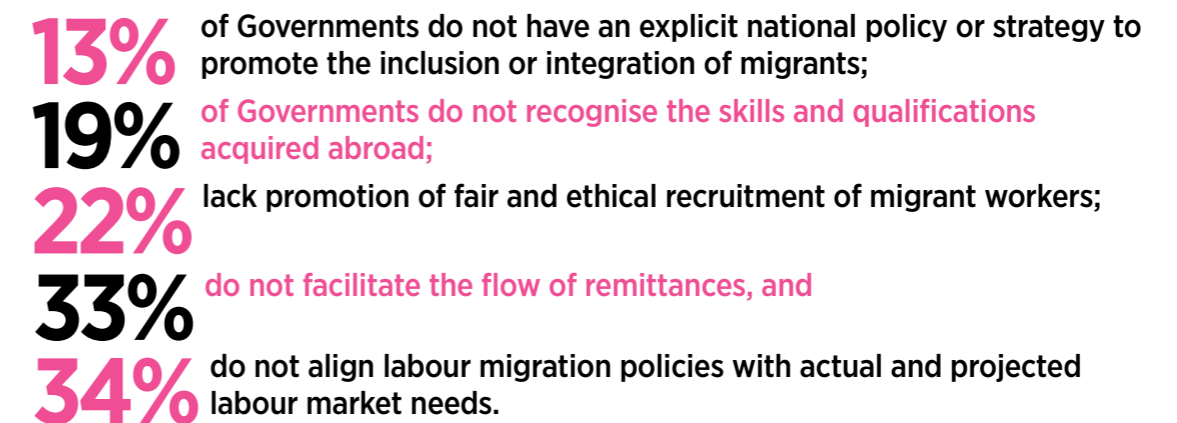 13% of Governments do not have an explicit national policy or strategy to
promote the inclusion or integration of migrants;
19% of Governments do not recognise the skills and qualifications
acquired abroad;
22% lack promotion of fair and ethical recruitment of migrant workers;
33% do not facilitate the flow of remittances, and
34% do not align labour migration policies with actual and projected
labour market needs.